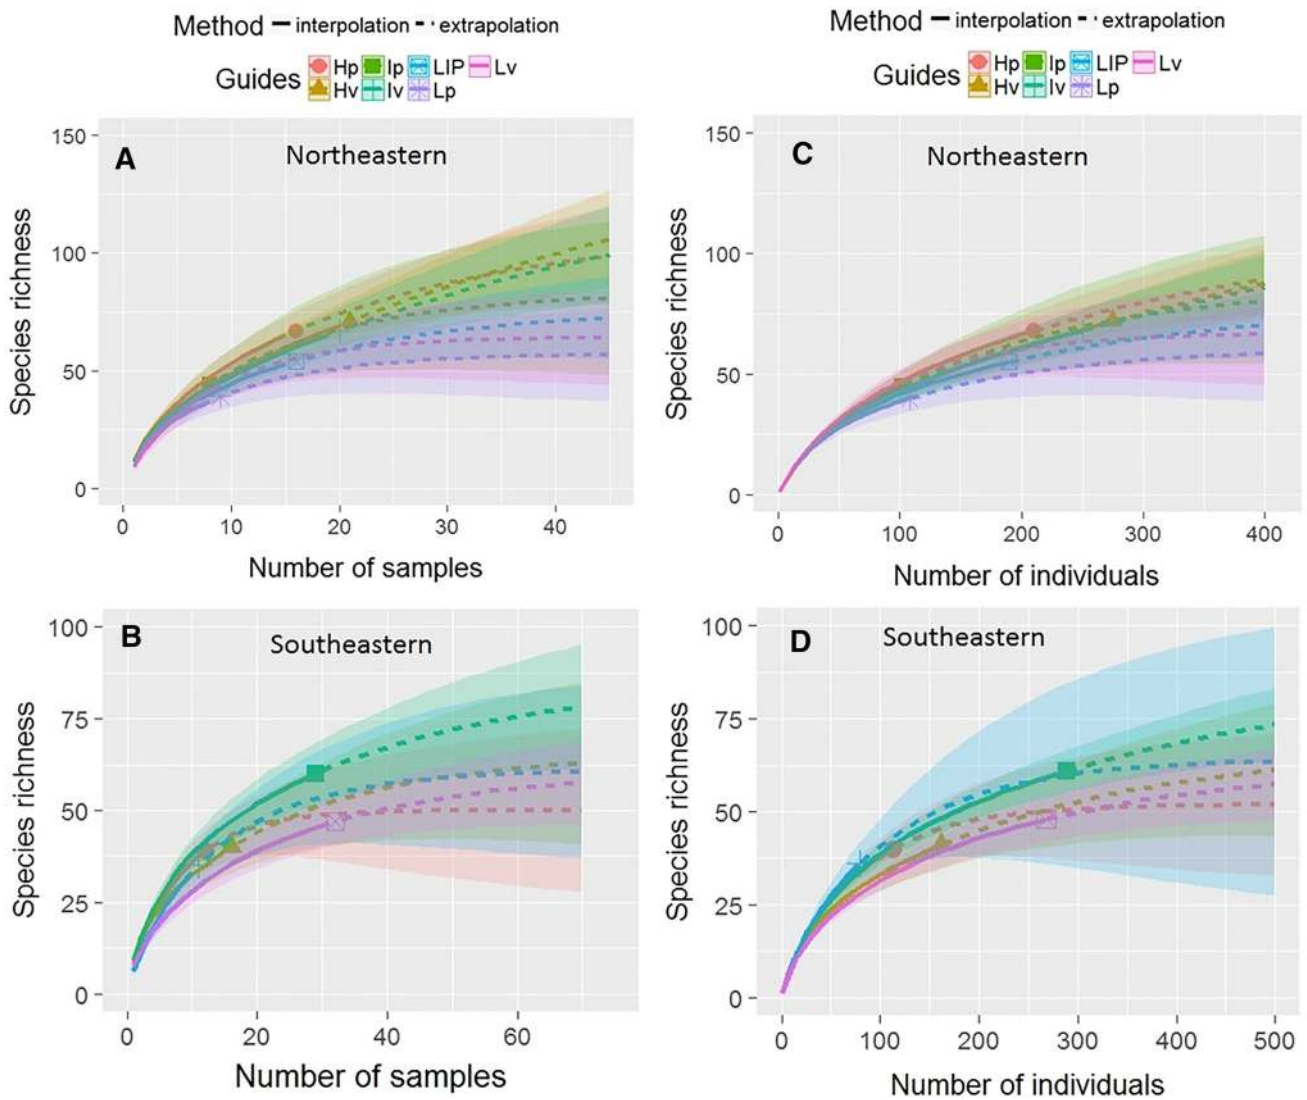 Method interpolation extrapolation
Guides Hp Ip LIP Lv
Hv Iv Lp
Method interpolation extrapolation
Guides Hp Ip LIP Lv
Hv Iv Lp
A Northeastern
Species richness
150
100
50
0
0 10 20 30 40
Number of samples
C Northeastern
Species richness
150
100
50
0
0 100 200 300 400
Number of individuals
B Southeastern
Species richness
100
75
50
25
0
0 20 40 60
Number of samples
D Southeastern
Species richness
100
75
50
25
0
0 100 200 300 400 500
Number of individuals